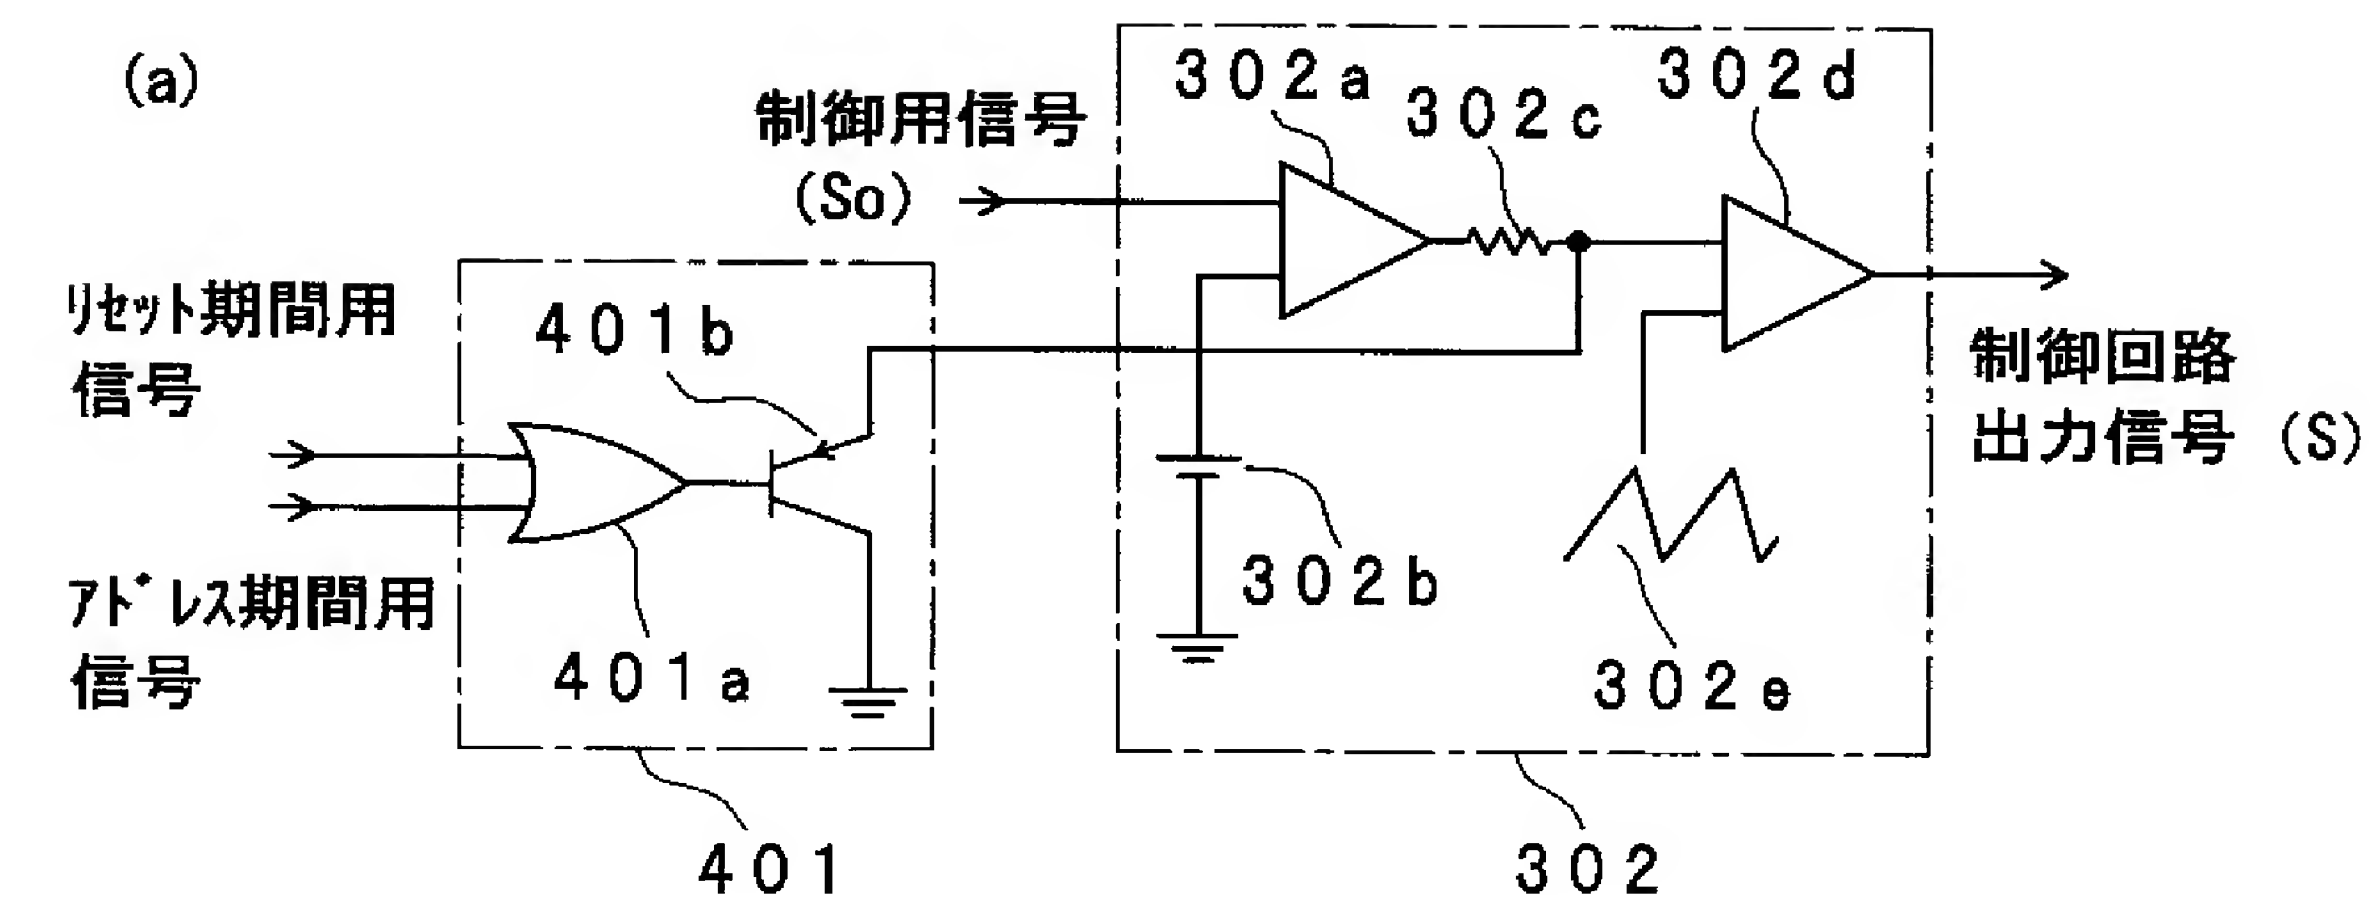 (a)
302a
302d
制御用信号
(So)
302c
リセット期間用
信号
401b
制御回路
出力信号 (S)
302b
アドレス期間用
信号
401a
302e
401
302